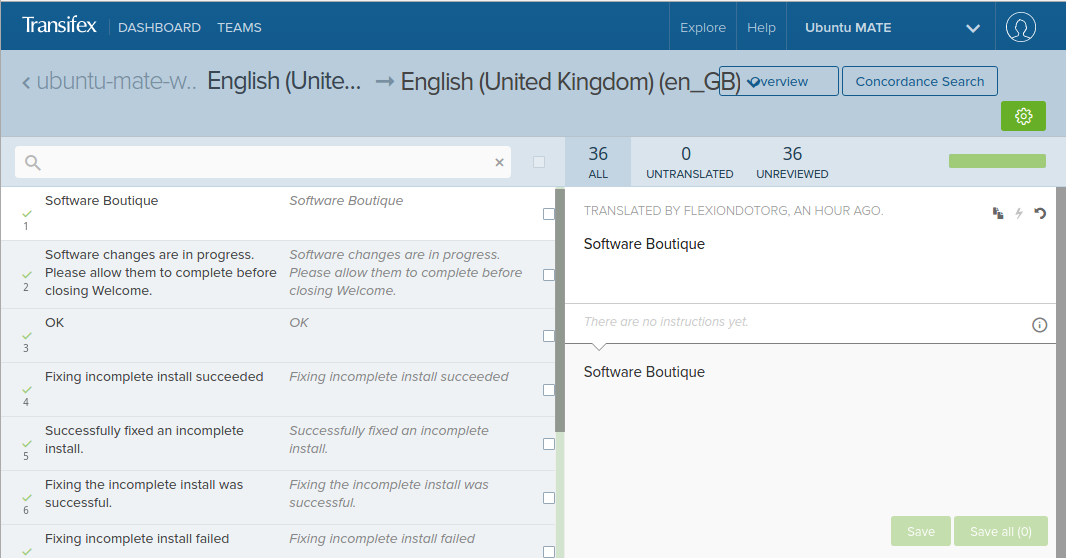 Transifex DASHBOARD TEAMS Explore Help Ubuntu MATE
ubuntu-mate-w.. English (Unite... → English (United Kingdom) (en_GB) Overview Concordance Search
36 0 36
ALL UNTRANSLATED UNREVIEWED
Software Boutique Software Boutique
1
Software changes are in progress. Software changes are in progress.
Please allow them to complete before Please allow them to complete before
2 closing Welcome. closing Welcome.
OK OK
3
Fixing incomplete install succeeded Fixing incomplete install succeeded
4
Successfully fixed an incomplete Successfully fixed an incomplete
install. install.
5
Fixing the incomplete install was Fixing the incomplete install was
successful. successful.
6
Fixing incomplete install failed Fixing incomplete install failed
TRANSLATED BY FLEXIONDOTORG, AN HOUR AGO.
Software Boutique
There are no instructions yet.
Software Boutique
Save Save all (0)